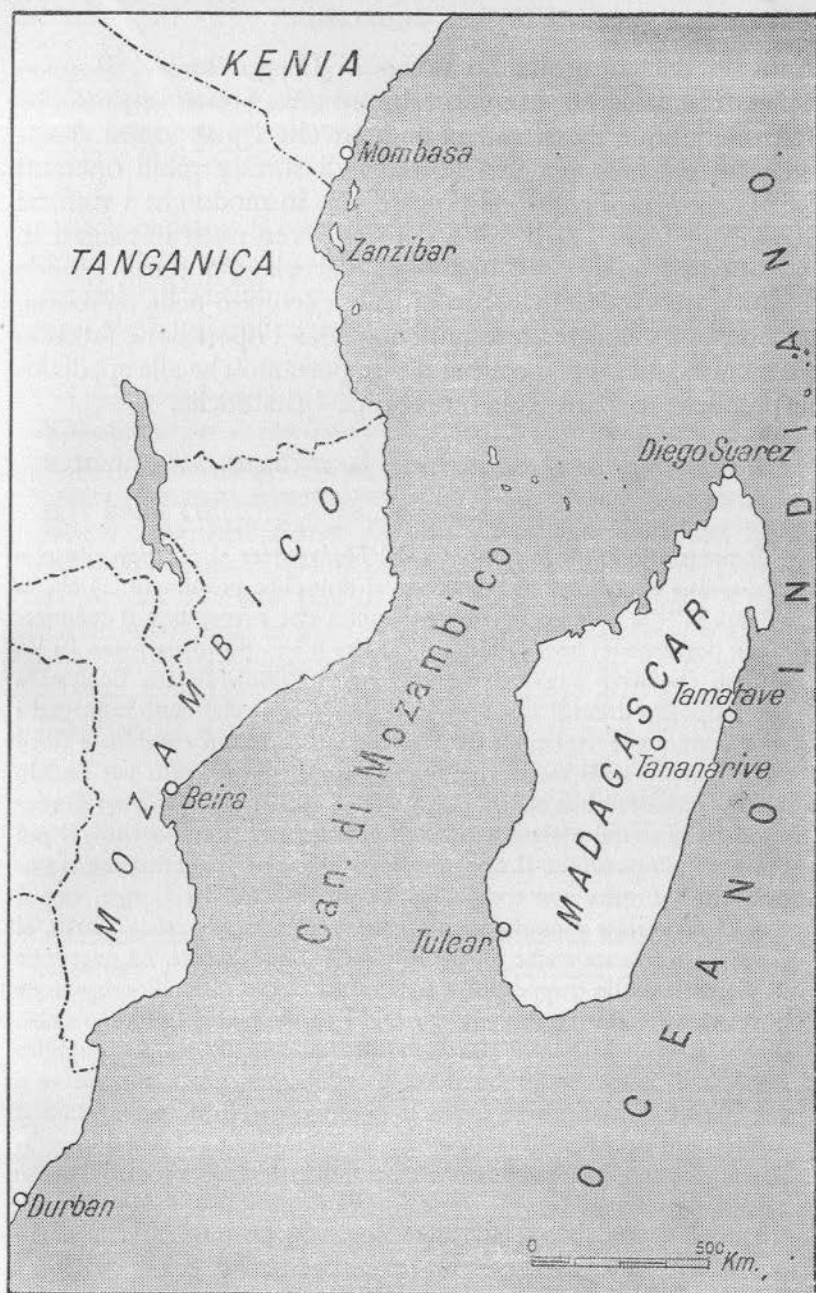 KENIA
Mombasa
Zanzibar
TANGANICA
Diego Suarez
MOZAMBICO
Can. di Mozambico
MADAGASCAR
Tamatave
Tananarive
Beira
Tulear
OCEANO INDIANO
Durban
0 500 Km.